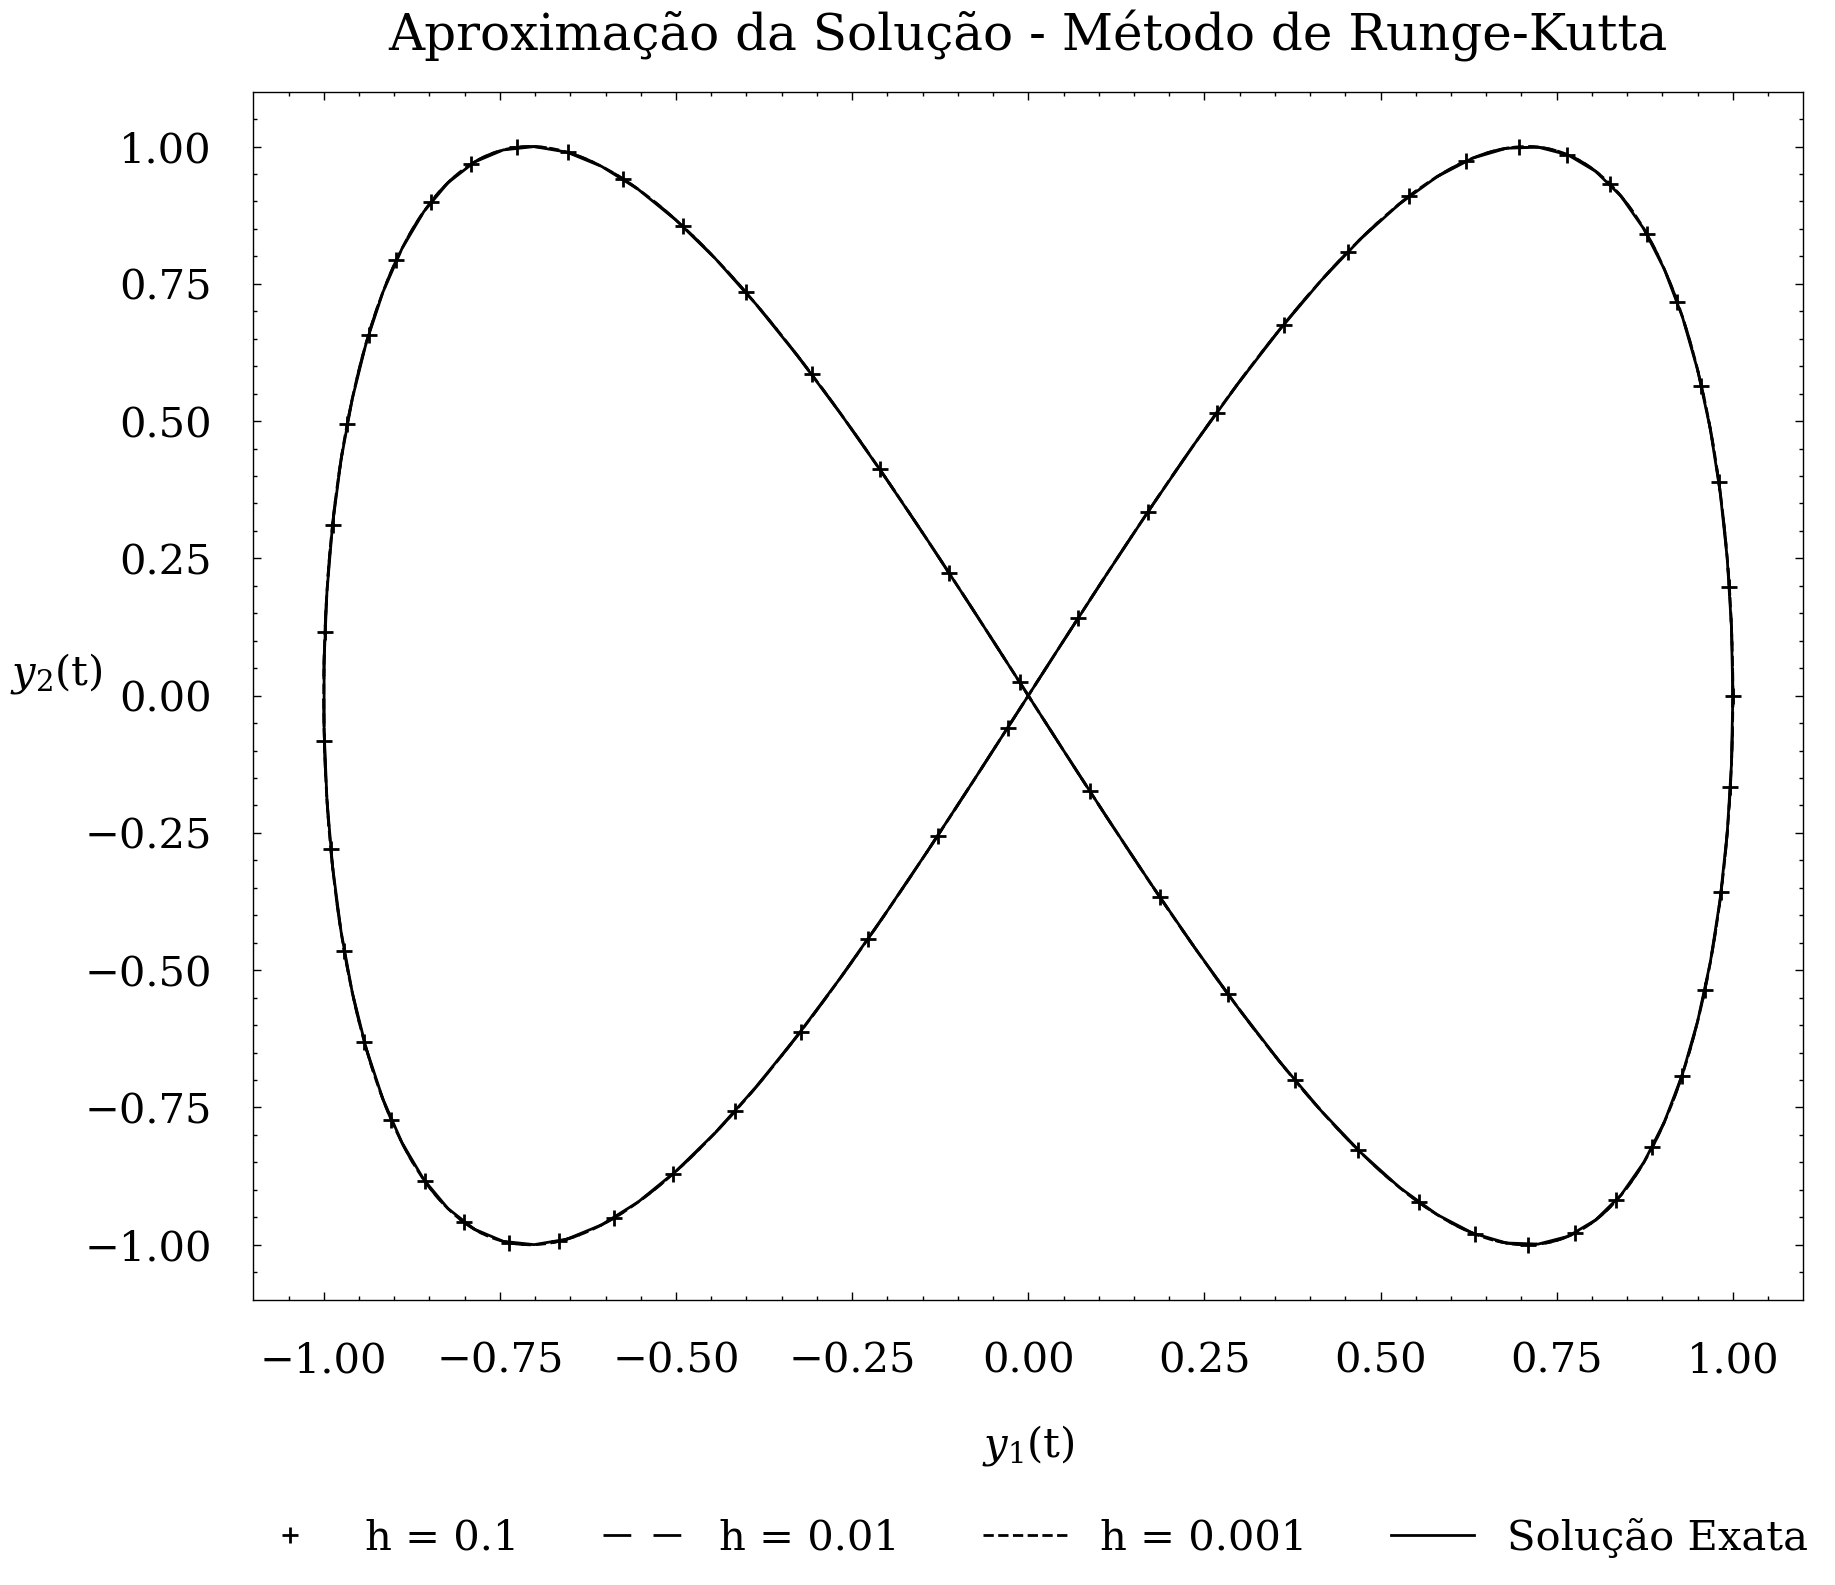 Aproximação da Solução - Método de Runge-Kutta
1.00
0.75
0.50
0.25
0.00
−0.25
−0.50
−0.75
−1.00
y₂(t)
−1.00 −0.75 −0.50 −0.25 0.00 0.25 0.50 0.75 1.00
y₁(t)
h = 0.1 h = 0.01 h = 0.001 Solução Exata